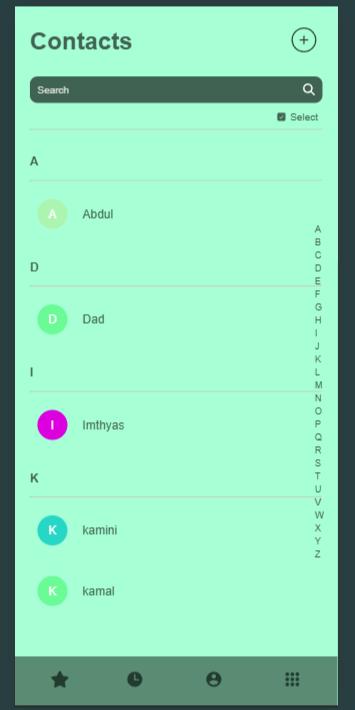 Contacts
Search
Select
A
A Abdul
D
D Dad
I
I Imthyas
K
K kamini
K kamal
A
B
C
D
E
F
G
H
I
J
K
L
M
N
O
P
Q
R
S
T
U
V
W
X
Y
Z